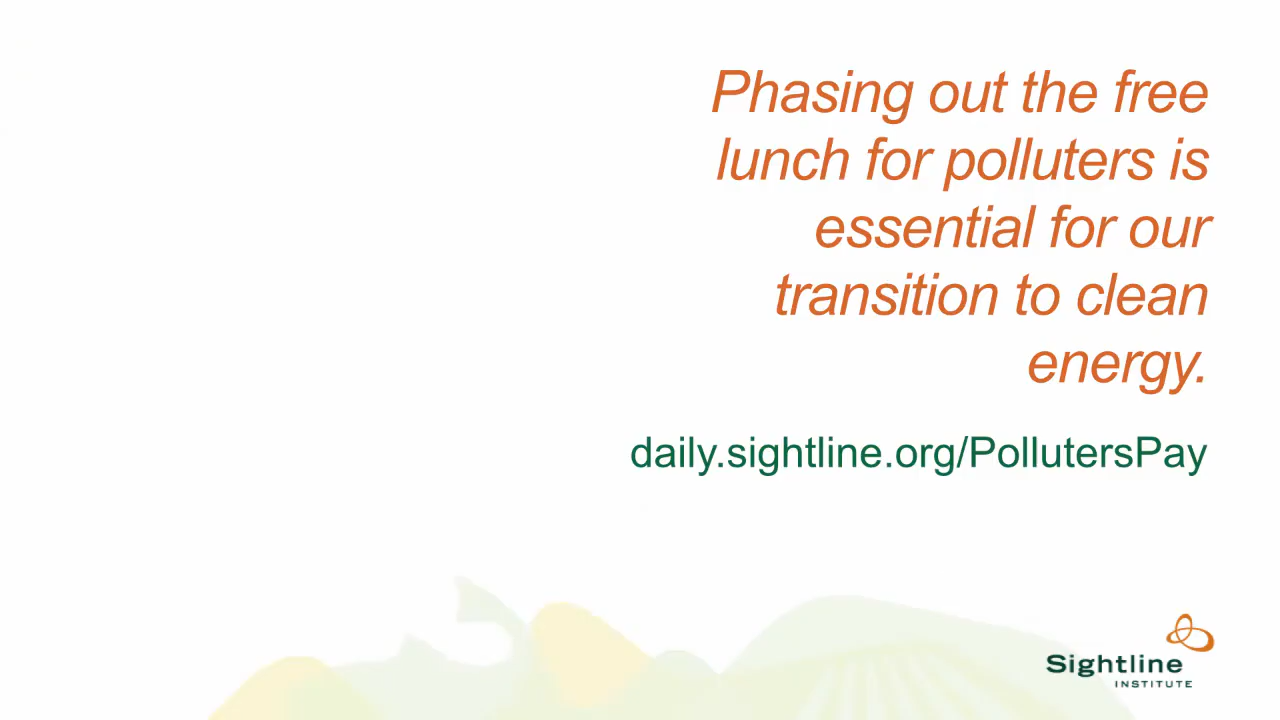 Phasing out the free
lunch for polluters is
essential for our
transition to clean
energy.
daily.sightline.org/PollutersPay
Sightline
INSTITUTE